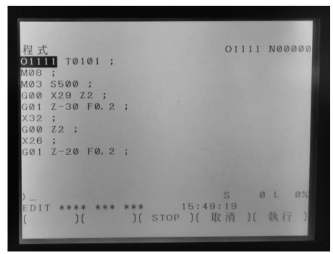 程式 O1111 N00000
O1111 T0101 ;
M08 ;
M03 S500 ;
G00 X29 Z2 ;
G01 Z-30 F0.2 ;
X32 ;
G00 Z2 ;
X26 ;
G01 Z-20 F0.2 ;
)_
S 0 L 0%
EDIT **** *** *** 15:49:19
( )( )( STOP )( 取消 )( 執行 )